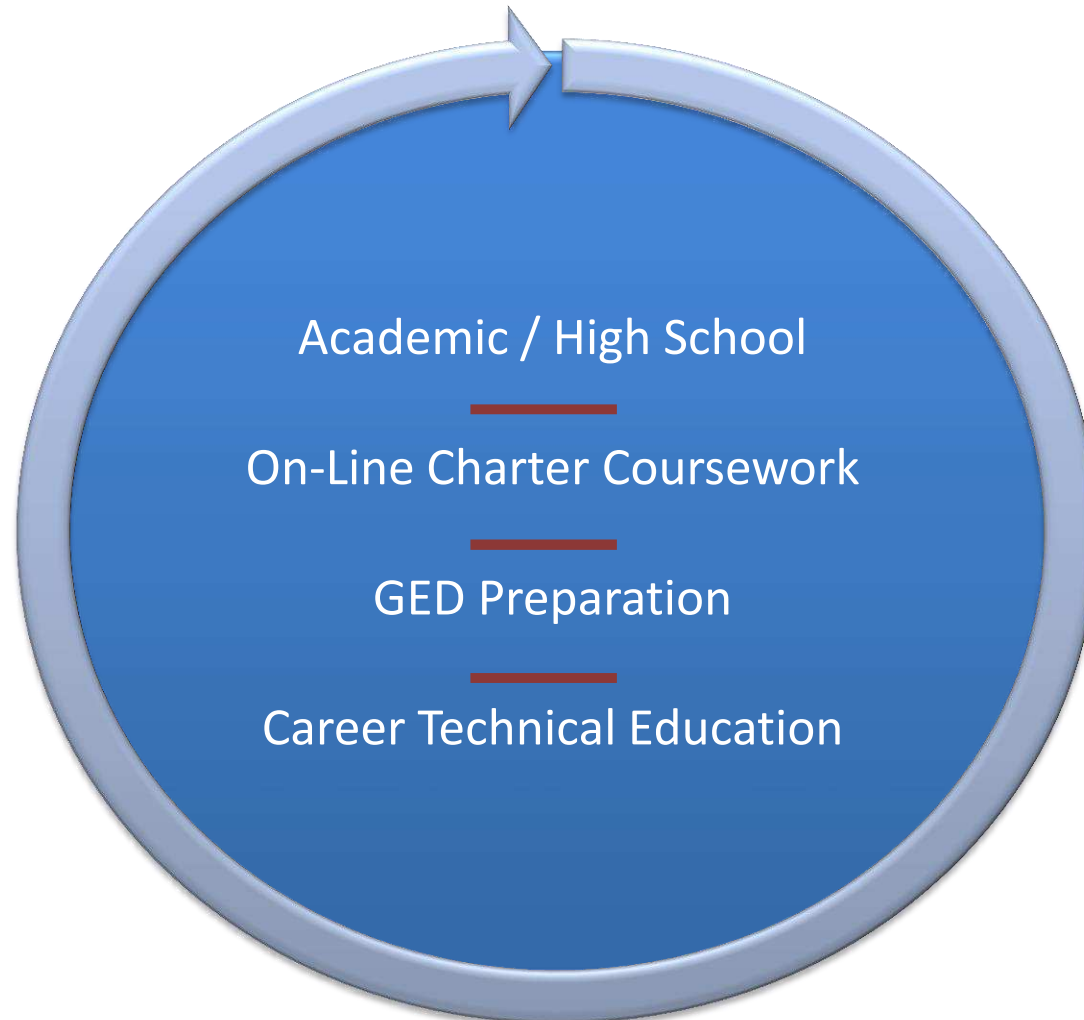 Academic / High School
On-Line Charter Coursework
GED Preparation
Career Technical Education